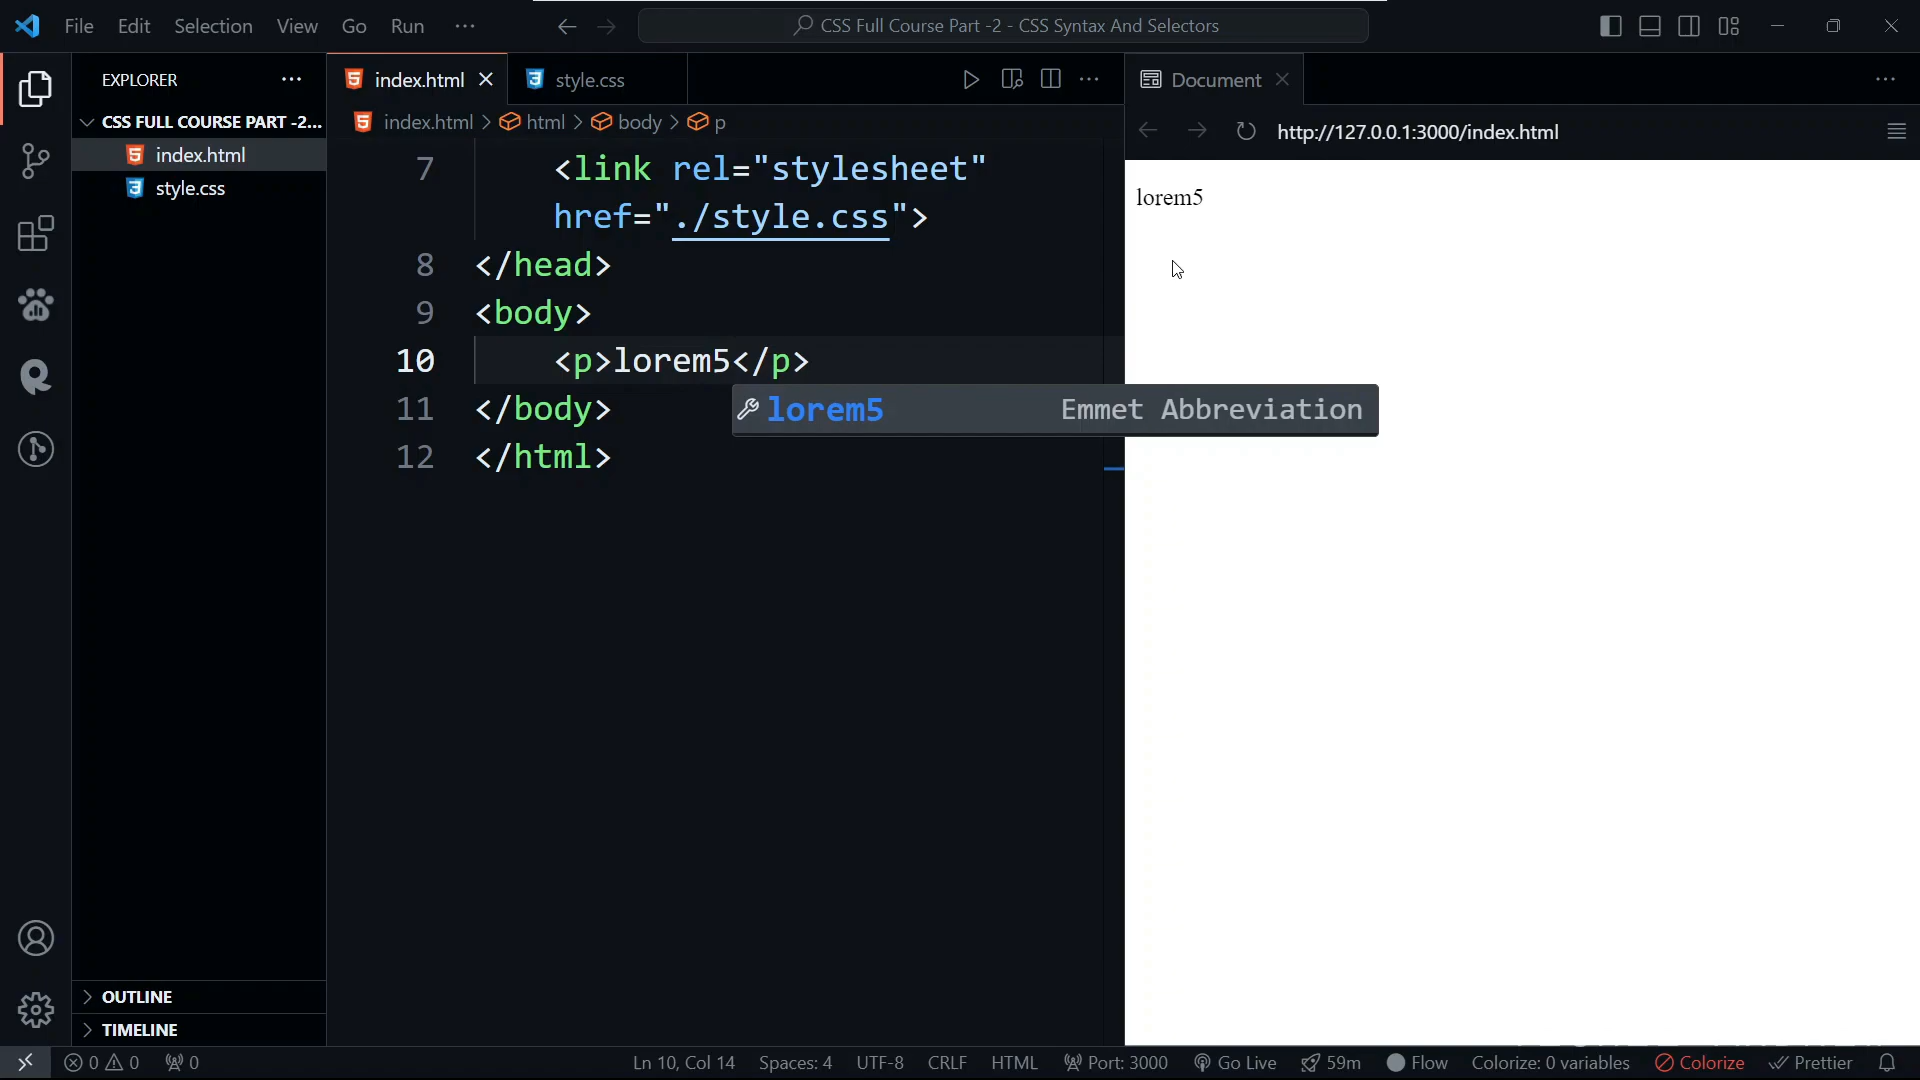 File Edit Selection View Go Run ···
CSS Full Course Part -2 - CSS Syntax And Selectors
EXPLORER
CSS FULL COURSE PART -2...
index.html
style.css
OUTLINE
TIMELINE
index.html
style.css
index.html > html > body > p
7 <link rel="stylesheet"
href="./style.css">
8 </head>
9 <body>
10 <p>lorem5</p>
11 </body>
12 </html>
lorem5 Emmet Abbreviation
Document
http://127.0.0.1:3000/index.html
lorem5
0 0 0 Ln 10, Col 14 Spaces: 4 UTF-8 CRLF HTML Port: 3000 Go Live 59m Flow Colorize: 0 variables Colorize Prettier